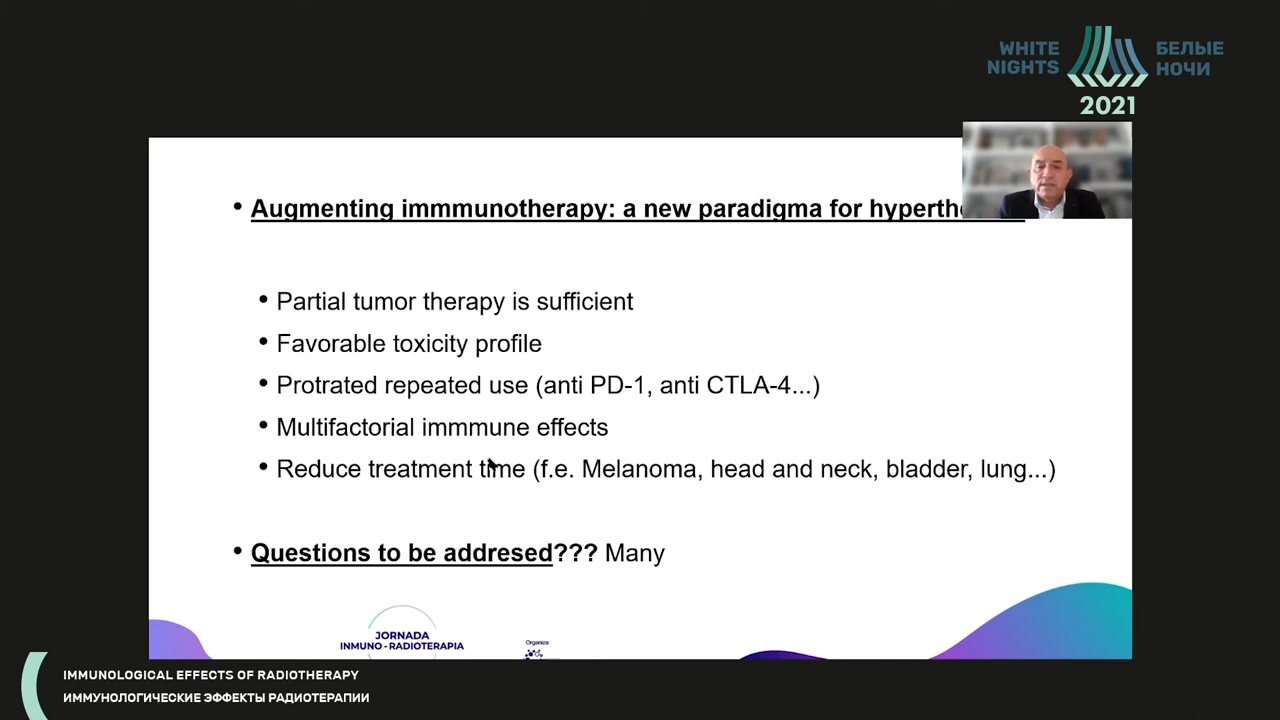 WHITE NIGHTS
БЕЛЫЕ НОЧИ
2021
• Augmenting immmunotherapy: a new paradigma for
• Partial tumor therapy is sufficient
• Favorable toxicity profile
• Protrated repeated use (anti PD-1, anti CTLA-4...)
• Multifactorial immmune effects
• Reduce treatment time (f.e. Melanoma, head and neck, bladder, lung...)
• Questions to be addresed??? Many
JORNADA
INMUNO-RADIOTERAPIA
Organiza:
IMMUNOLOGICAL EFFECTS OF RADIOTHERAPY
ИММУНОЛОГИЧЕСКИЕ ЭФФЕКТЫ РАДИОТЕРАПИИ